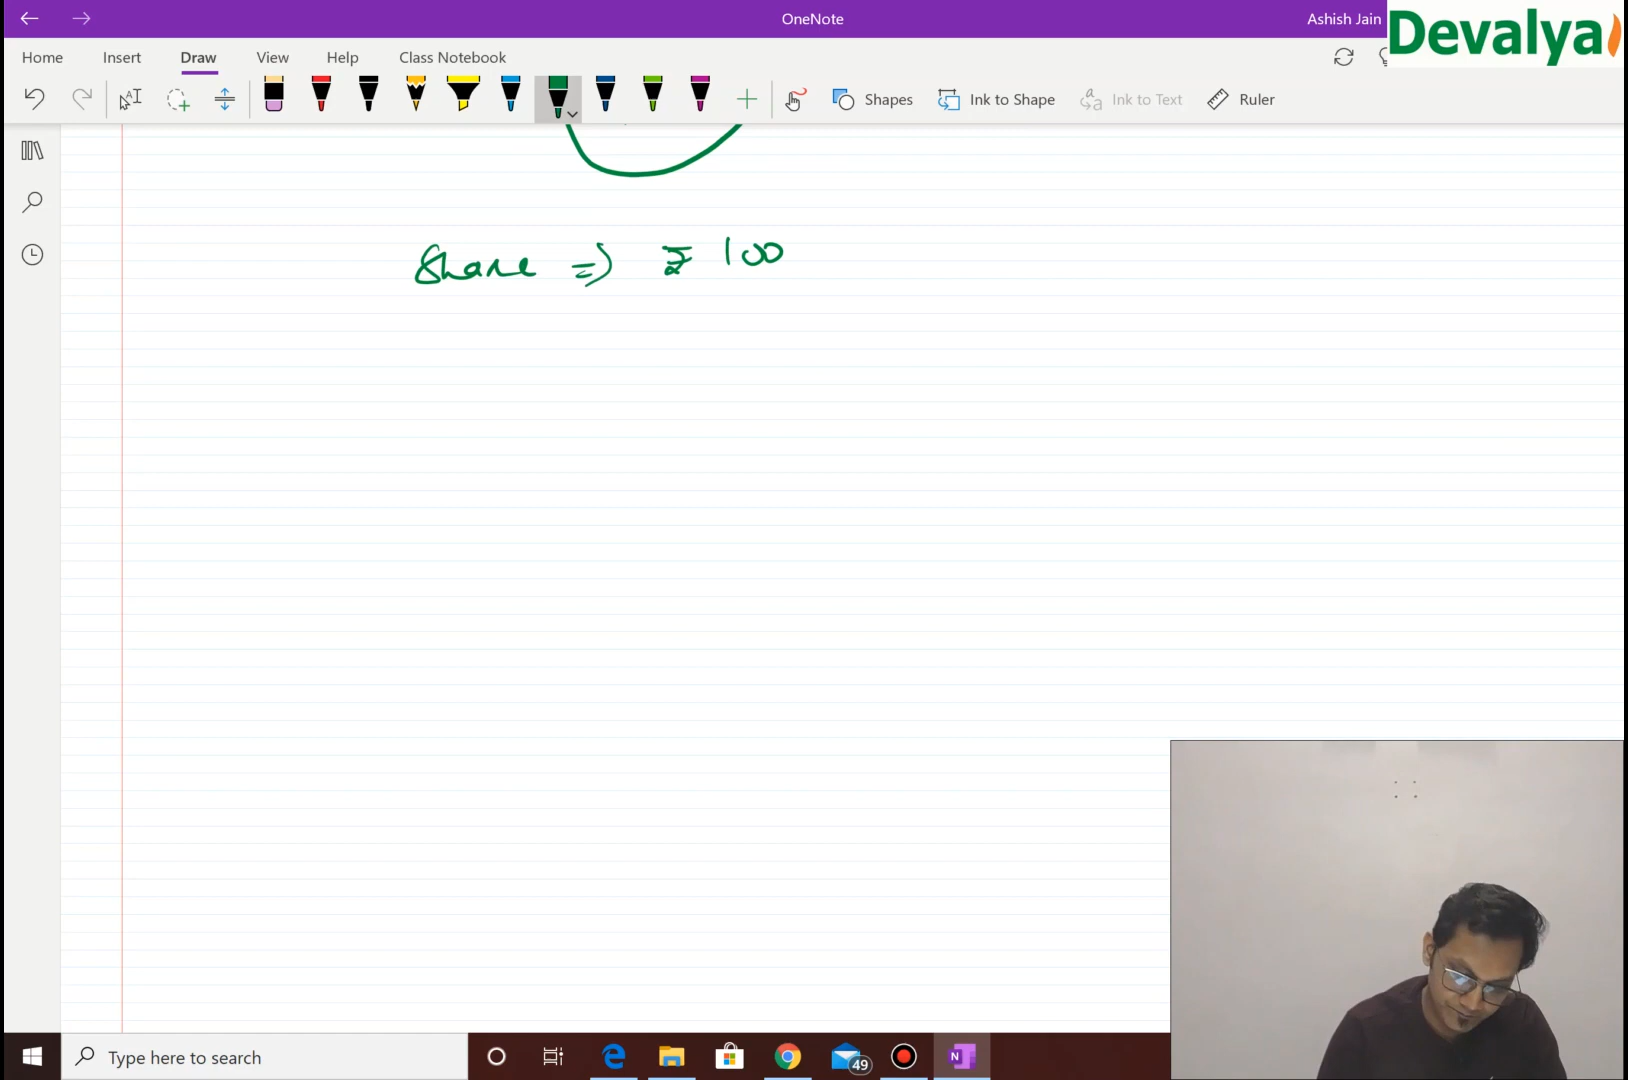 OneNote
Ashish Jain
Devalya
Home Insert Draw View Help Class Notebook
Shapes Ink to Shape Ink to Text Ruler
Share ⇒ ₹ 100
Type here to search
49
N